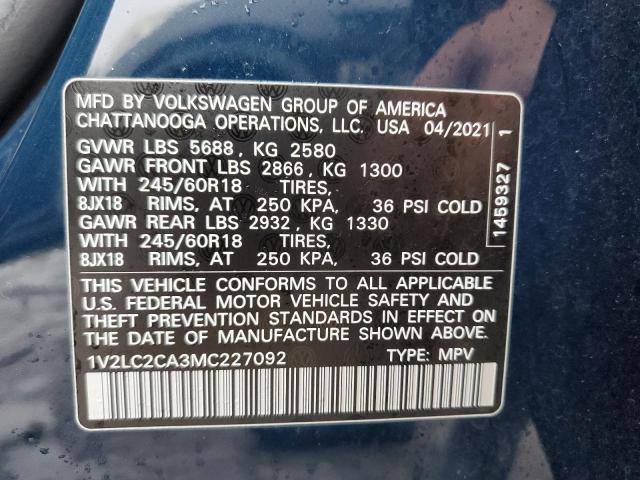 MFD BY VOLKSWAGEN GROUP OF AMERICA
CHATTANOOGA OPERATIONS, LLC. USA 04/2021
GVWR LBS 5688, KG 2580
GAWR FRONT LBS 2866, KG 1300
WITH 245/60R18 TIRES,
8JX18 RIMS, AT 250 KPA, 36 PSI COLD
GAWR REAR LBS 2932, KG 1330
WITH 245/60R18 TIRES,
8JX18 RIMS, AT 250 KPA, 36 PSI COLD
THIS VEHICLE CONFORMS TO ALL APPLICABLE
U.S. FEDERAL MOTOR VEHICLE SAFETY AND
THEFT PREVENTION STANDARDS IN EFFECT ON
THE DATE OF MANUFACTURE SHOWN ABOVE.
1V2LC2CA3MC227092 TYPE: MPV
1459327 1